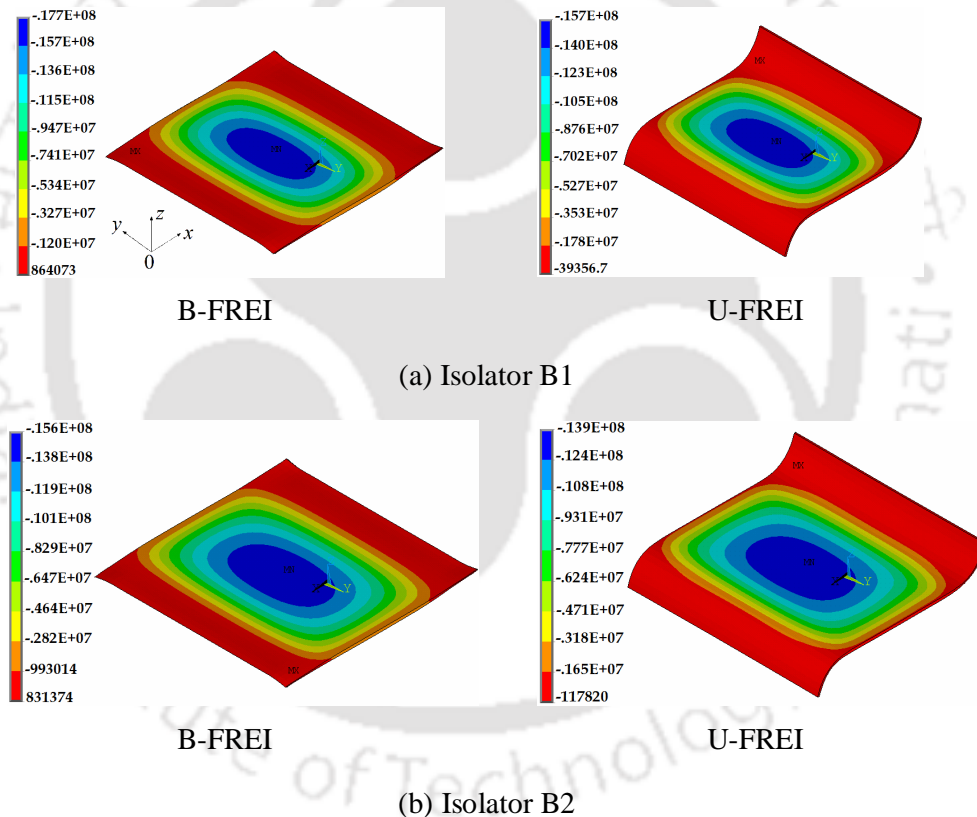 -.177E+08
-.157E+08
-.136E+08
-.115E+08
-.947E+07
-.741E+07
-.534E+07
-.327E+07
-.120E+07
864073
MX
MN
X
Y
y
z
x
0
-.157E+08
-.140E+08
-.123E+08
-.105E+08
-.876E+07
-.702E+07
-.527E+07
-.353E+07
-.178E+07
-39356.7
MX
MN
Y
B-FREI
U-FREI
(a) Isolator B1
-.156E+08
-.138E+08
-.119E+08
-.101E+08
-.829E+07
-.647E+07
-.464E+07
-.282E+07
-993014
831374
MN
X
Y
MX
-.139E+08
-.124E+08
-.108E+08
-.931E+07
-.777E+07
-.624E+07
-.471E+07
-.318E+07
-.165E+07
-117820
MX
MN
Y
B-FREI
U-FREI
(b) Isolator B2
of Technolog